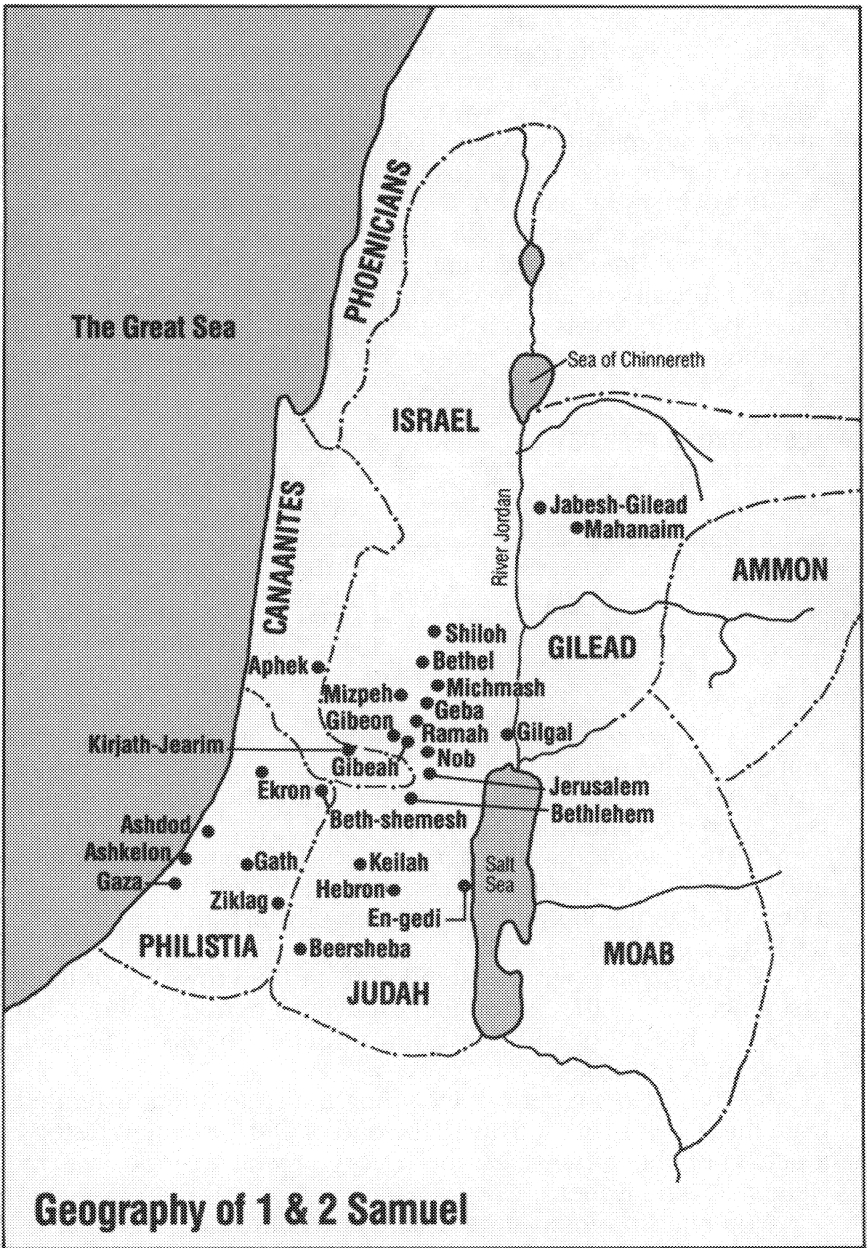 PHOENICIANS
The Great Sea
Sea of Chinnereth
ISRAEL
River Jordan
CANAANITES
Jabesh-Gilead
Mahanaim
AMMON
Shiloh
GILEAD
Bethel
Aphek
Michmash
Mizpeh
Geba
Gibeon
Ramah
Gilgal
Kirjath-Jearim
Nob
Gibeah
Jerusalem
Ekron
Bethlehem
Beth-shemesh
Ashdod
Ashkelon
Gath
Keilah
Salt
Sea
Gaza
Hebron
Ziklag
En-gedi
PHILISTIA
Beersheba
MOAB
JUDAH
Geography of 1 & 2 Samuel